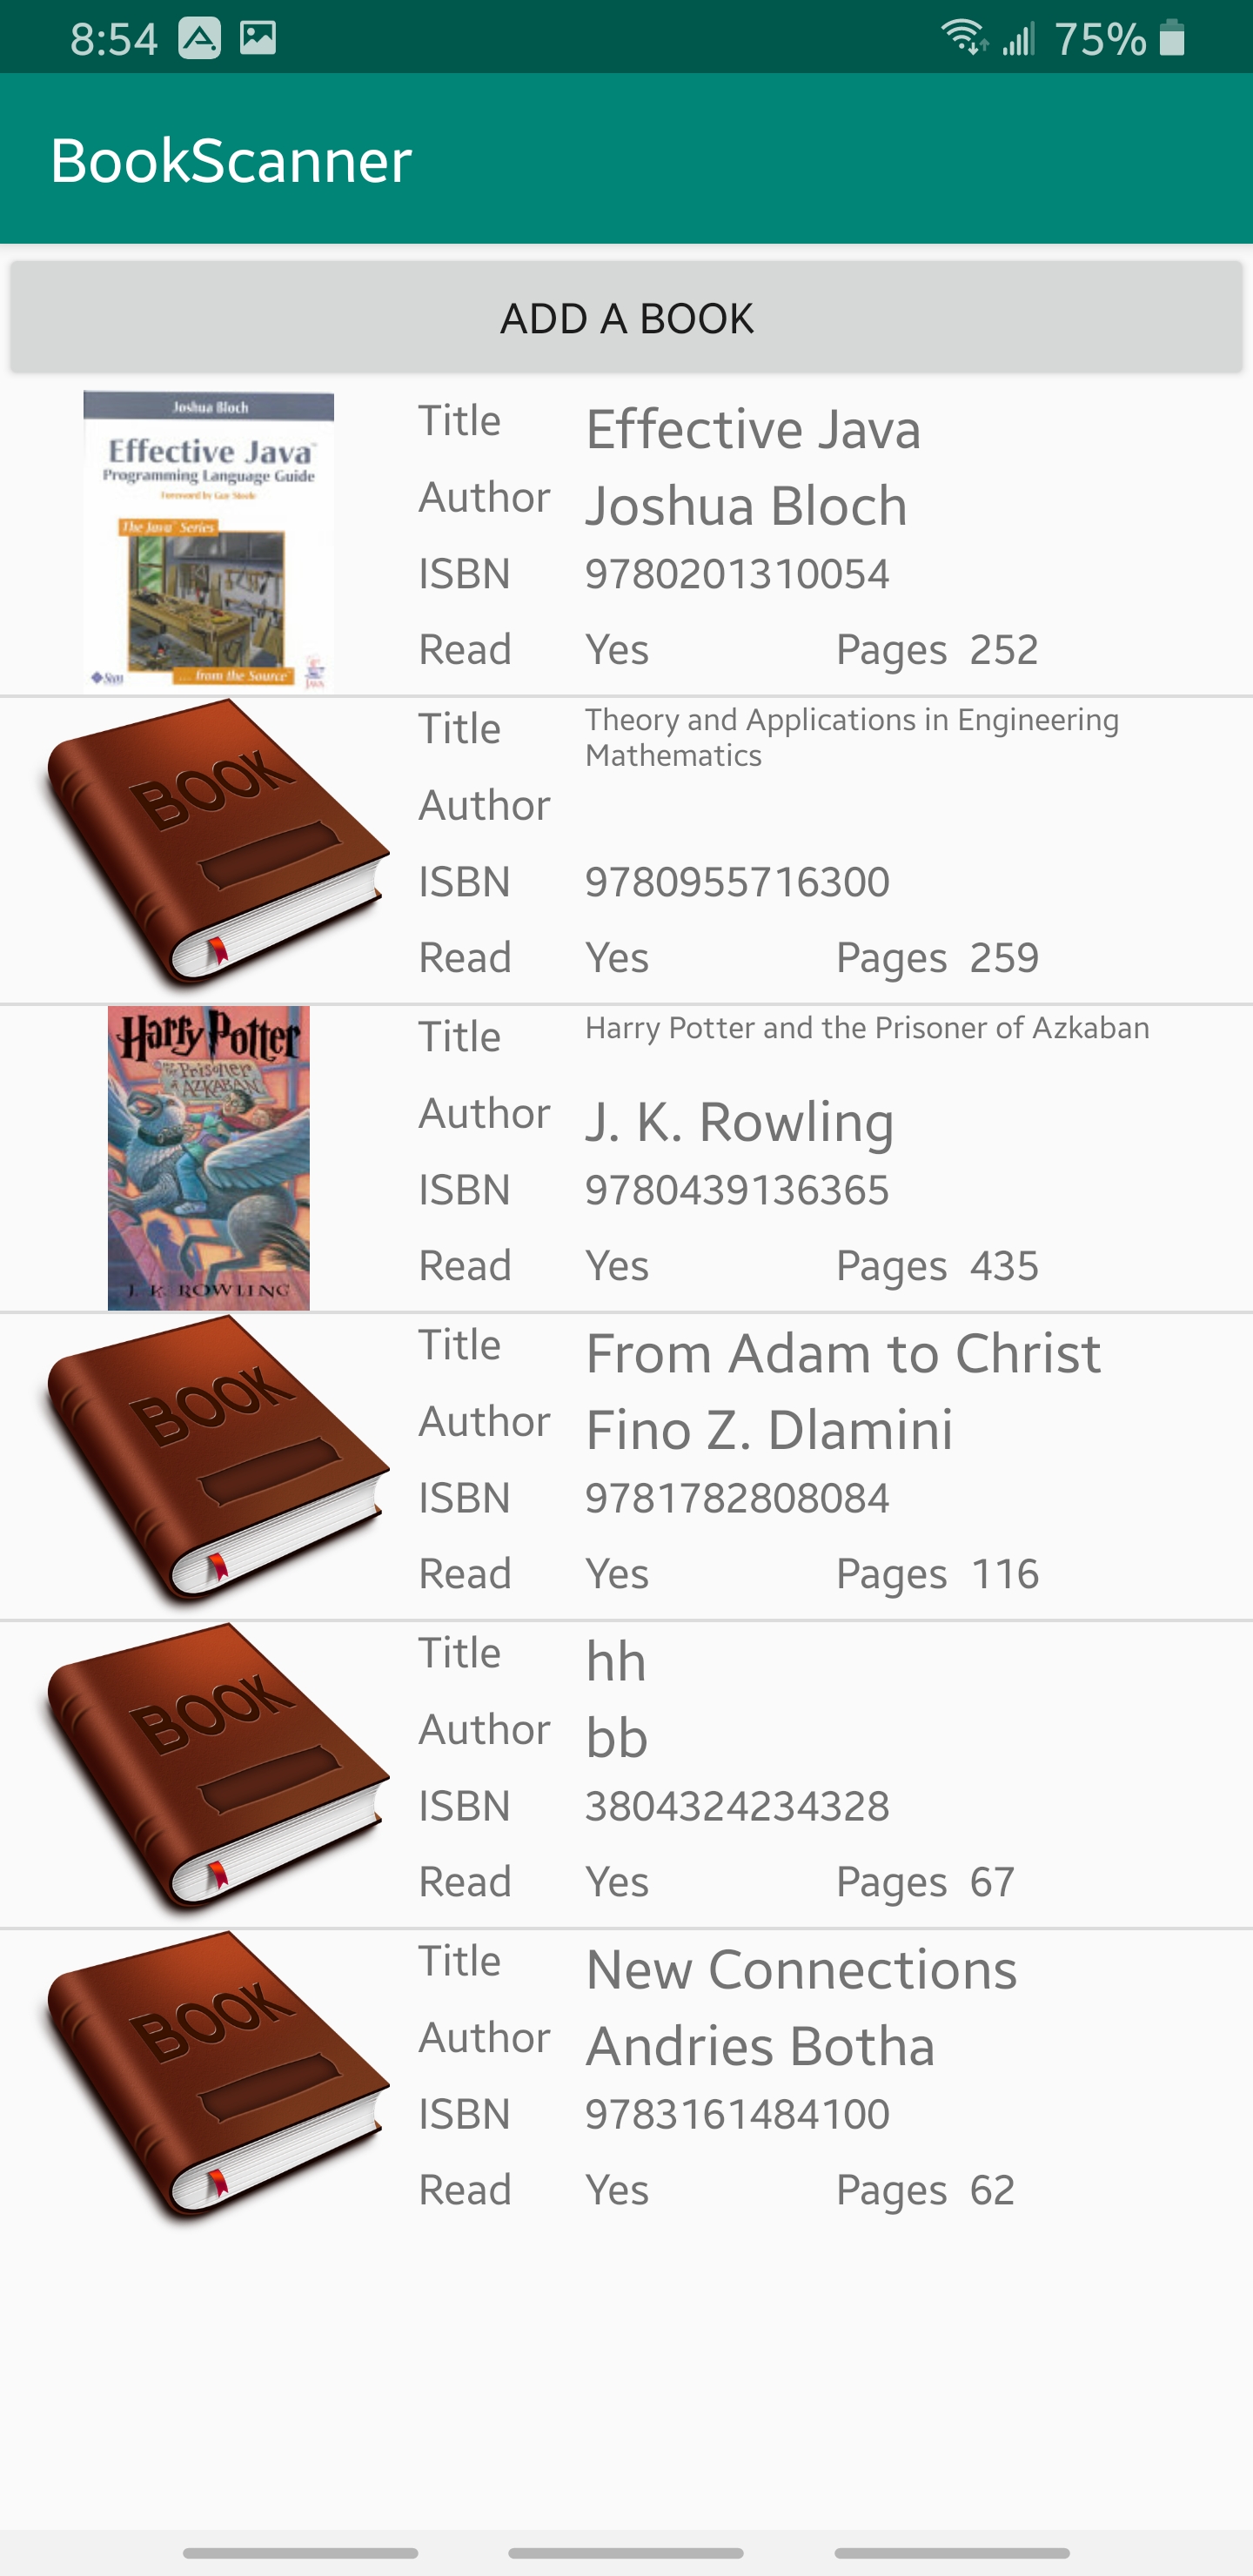 8:54 75%
BookScanner
ADD A BOOK
Joshua Bloch
Effective Java™
Programming Language Guide
Foreword by Guy Steele
The Java™ Series
... from the Source™
Sun
JAVA
Title Effective Java
Author Joshua Bloch
ISBN 9780201310054
Read Yes Pages 252
BOOK
Title Theory and Applications in Engineering
Mathematics
Author
ISBN 9780955716300
Read Yes Pages 259
Harry Potter
and the
Prisoner
of AZKABAN
J. K. ROWLING
Title Harry Potter and the Prisoner of Azkaban
Author J. K. Rowling
ISBN 9780439136365
Read Yes Pages 435
BOOK
Title From Adam to Christ
Author Fino Z. Dlamini
ISBN 9781782808084
Read Yes Pages 116
BOOK
Title hh
Author bb
ISBN 3804324234328
Read Yes Pages 67
BOOK
Title New Connections
Author Andries Botha
ISBN 9783161484100
Read Yes Pages 62